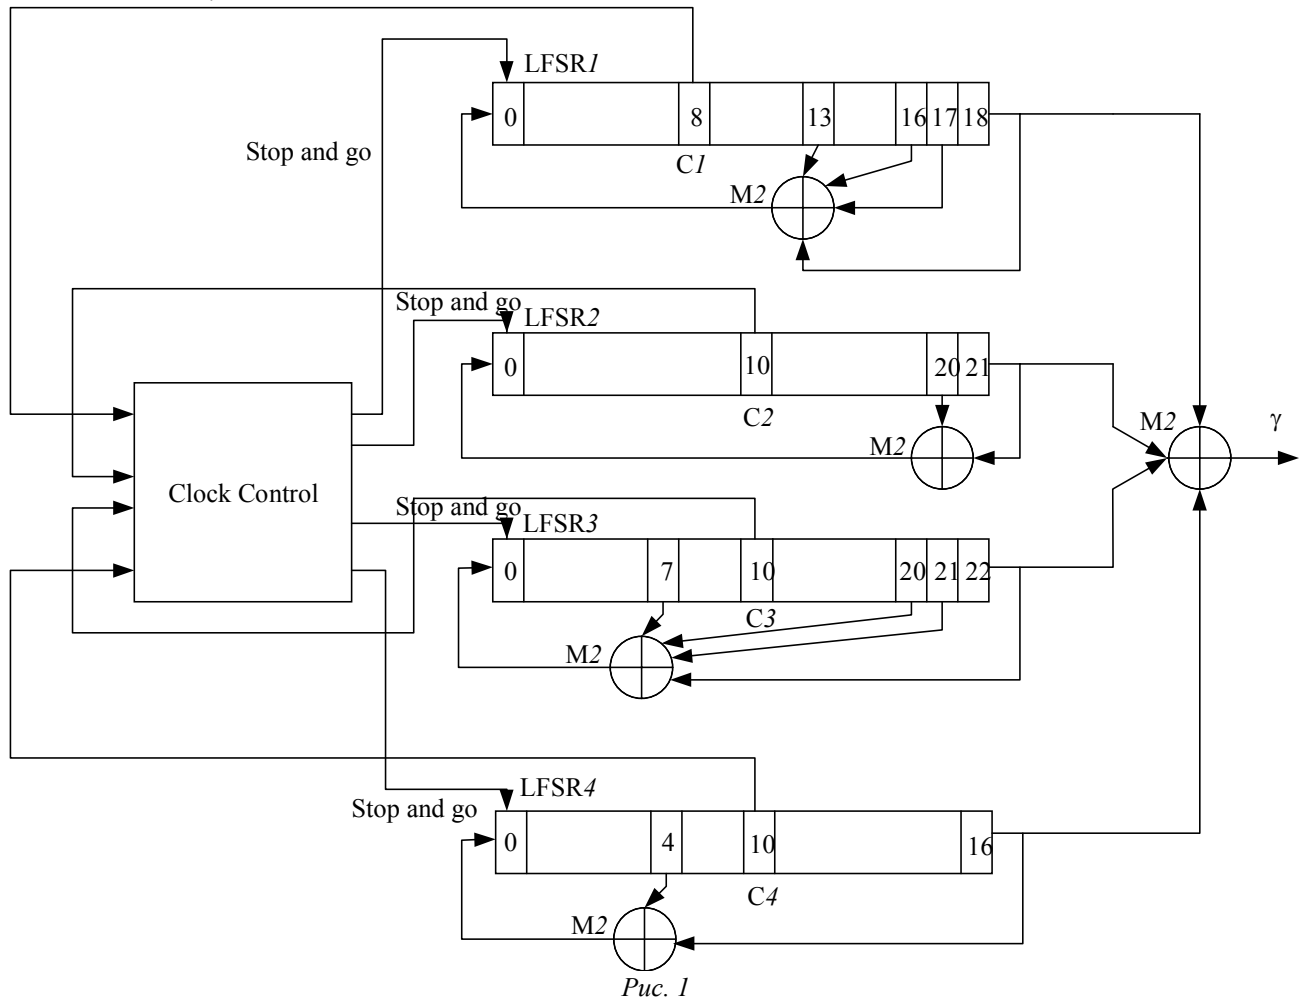 LFSR1
0 8 13 16 17 18
Stop and go
C1
M2
Stop and go
LFSR2
0 10 20 21
C2
M2
M2
γ
Clock Control
Stop and go
LFSR3
0 7 10 20 21 22
C3
M2
LFSR4
Stop and go
0 4 10 16
C4
M2
Рис. 1